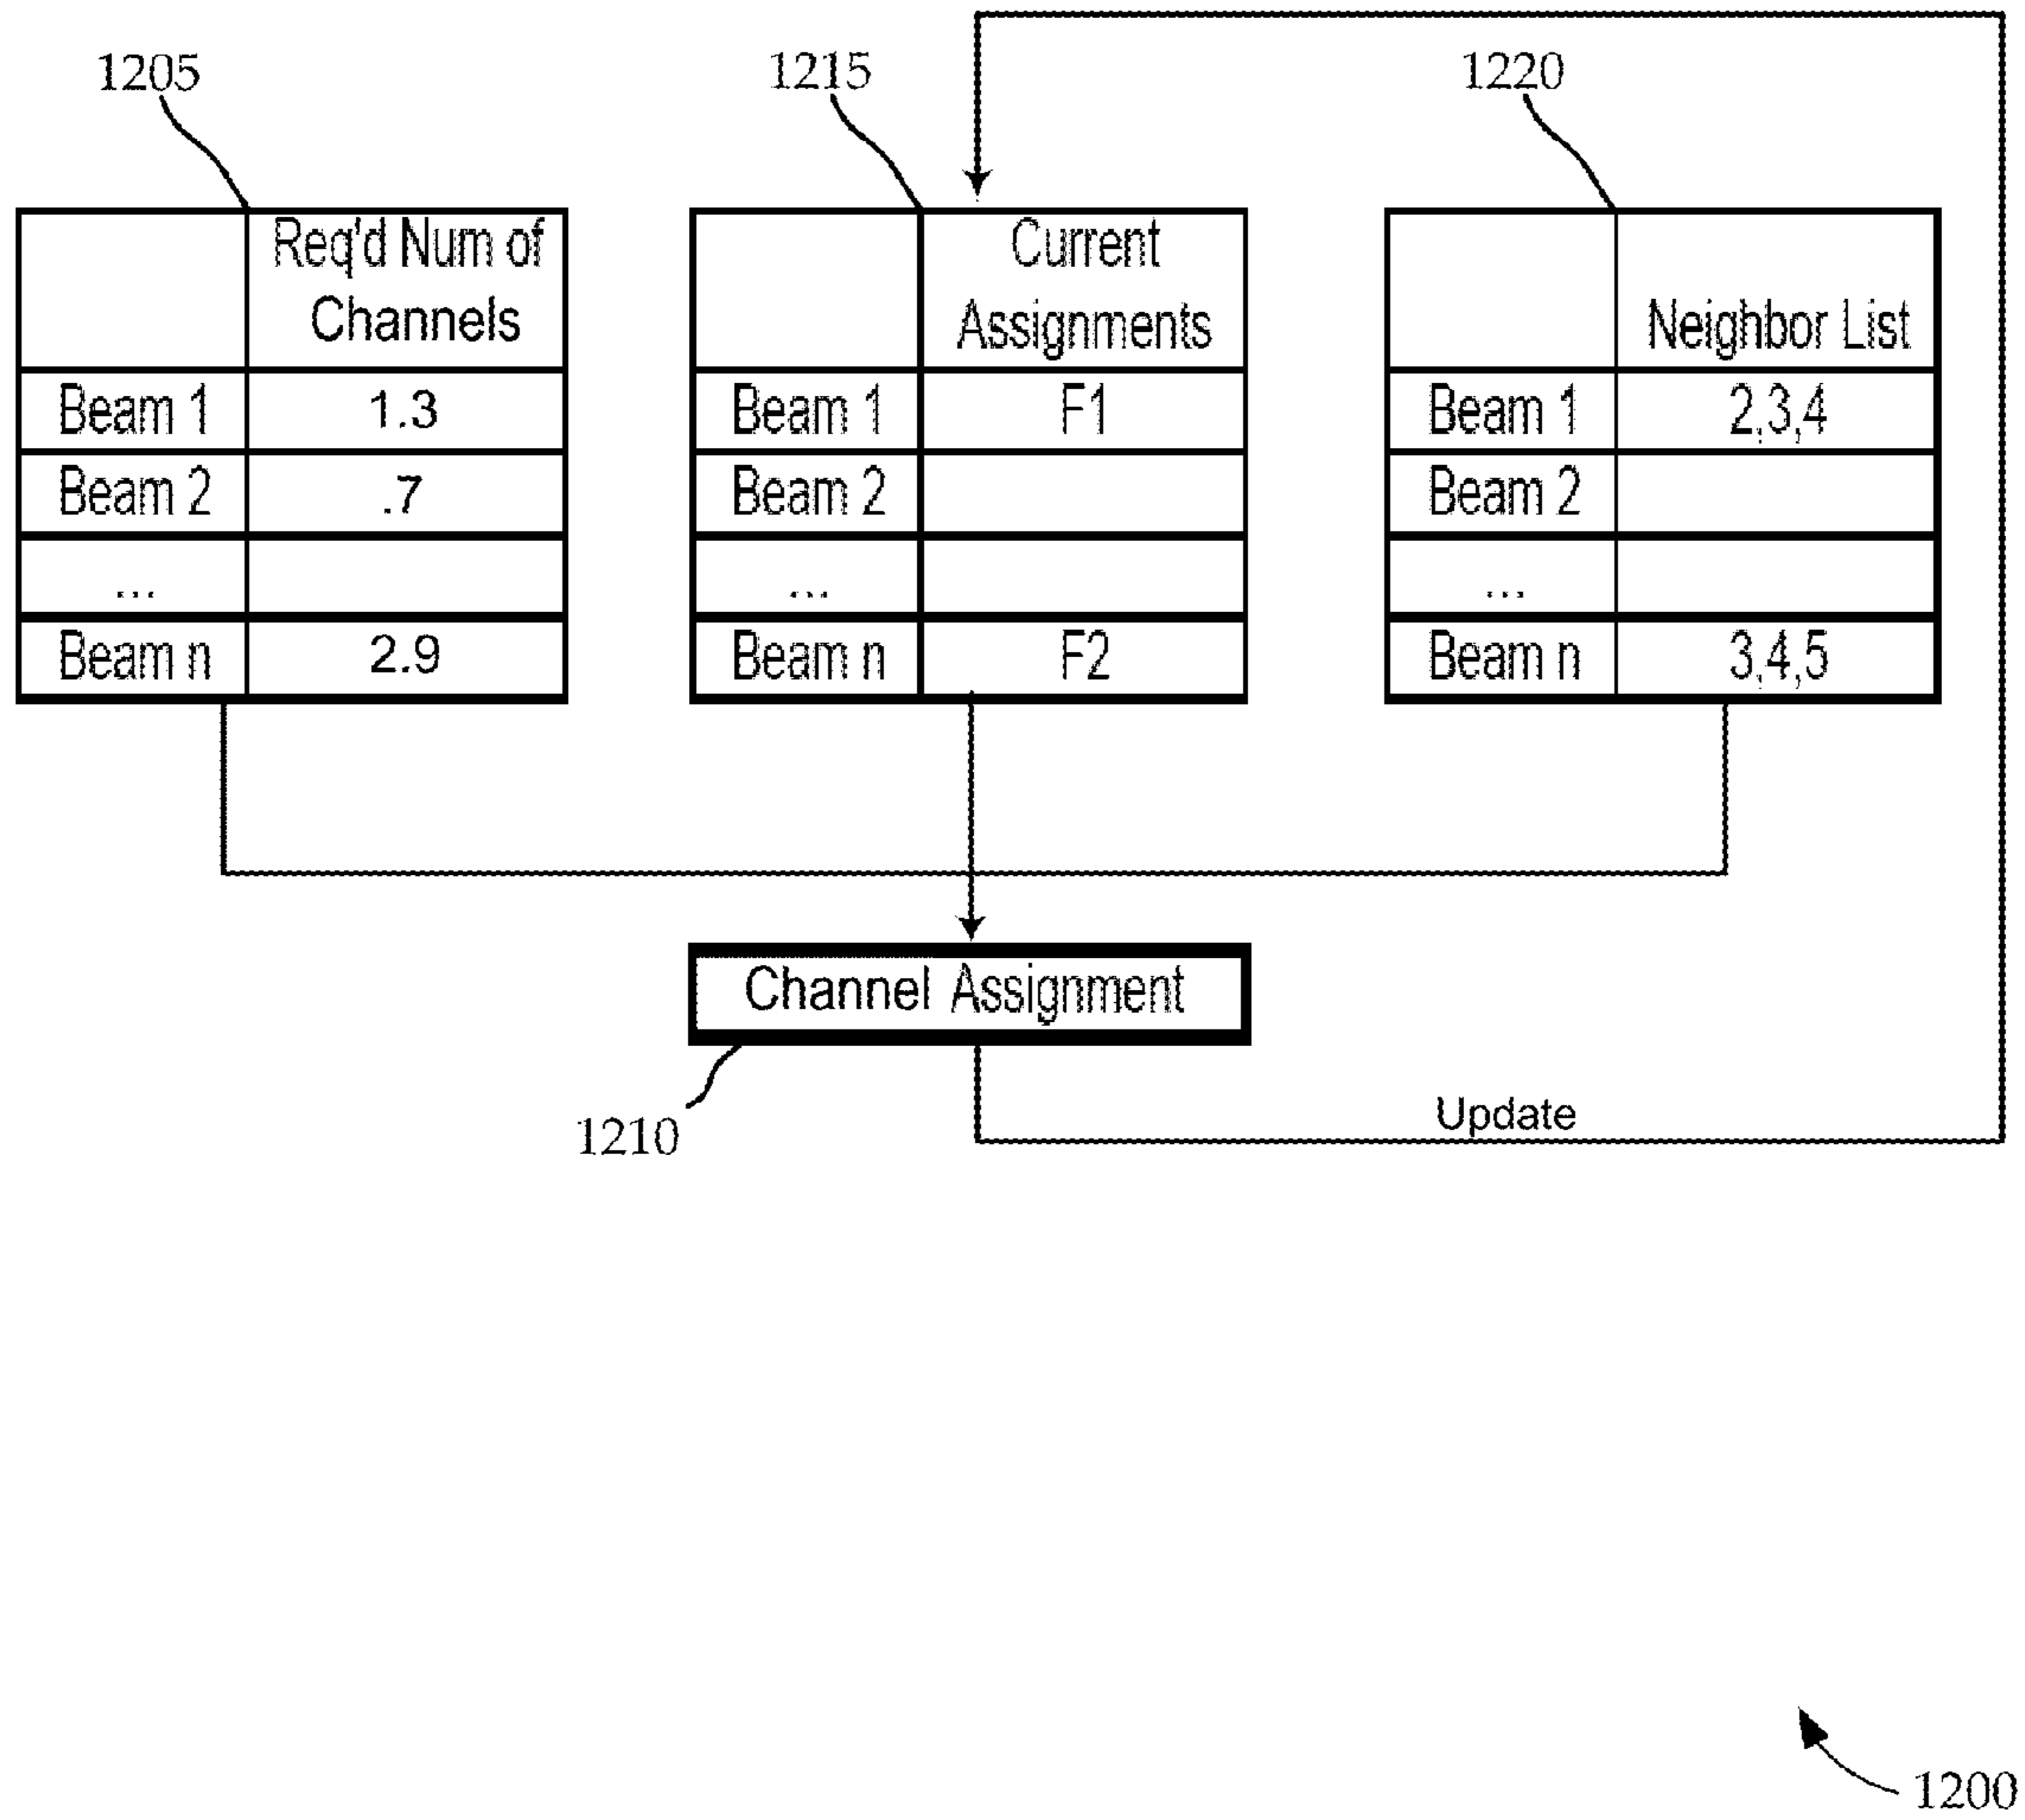 1205
1215
1220
Req'd Num of
Channels
Beam 1 1.3
Beam 2 .7
...
Beam n 2.9
Current
Assignments
Beam 1 F1
Beam 2
...
Beam n F2
Neighbor List
Beam 1 2,3,4
Beam 2
...
Beam n 3,4,5
Channel Assignment
1210
Update
1200